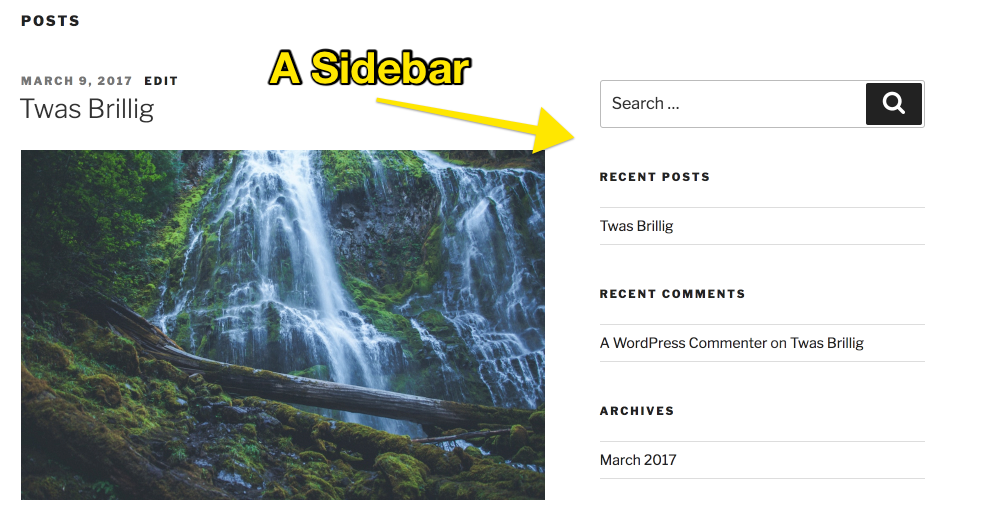 POSTS
MARCH 9, 2017 EDIT
Twas Brillig
A Sidebar
Search ...
RECENT POSTS
Twas Brillig
RECENT COMMENTS
A WordPress Commenter on Twas Brillig
ARCHIVES
March 2017